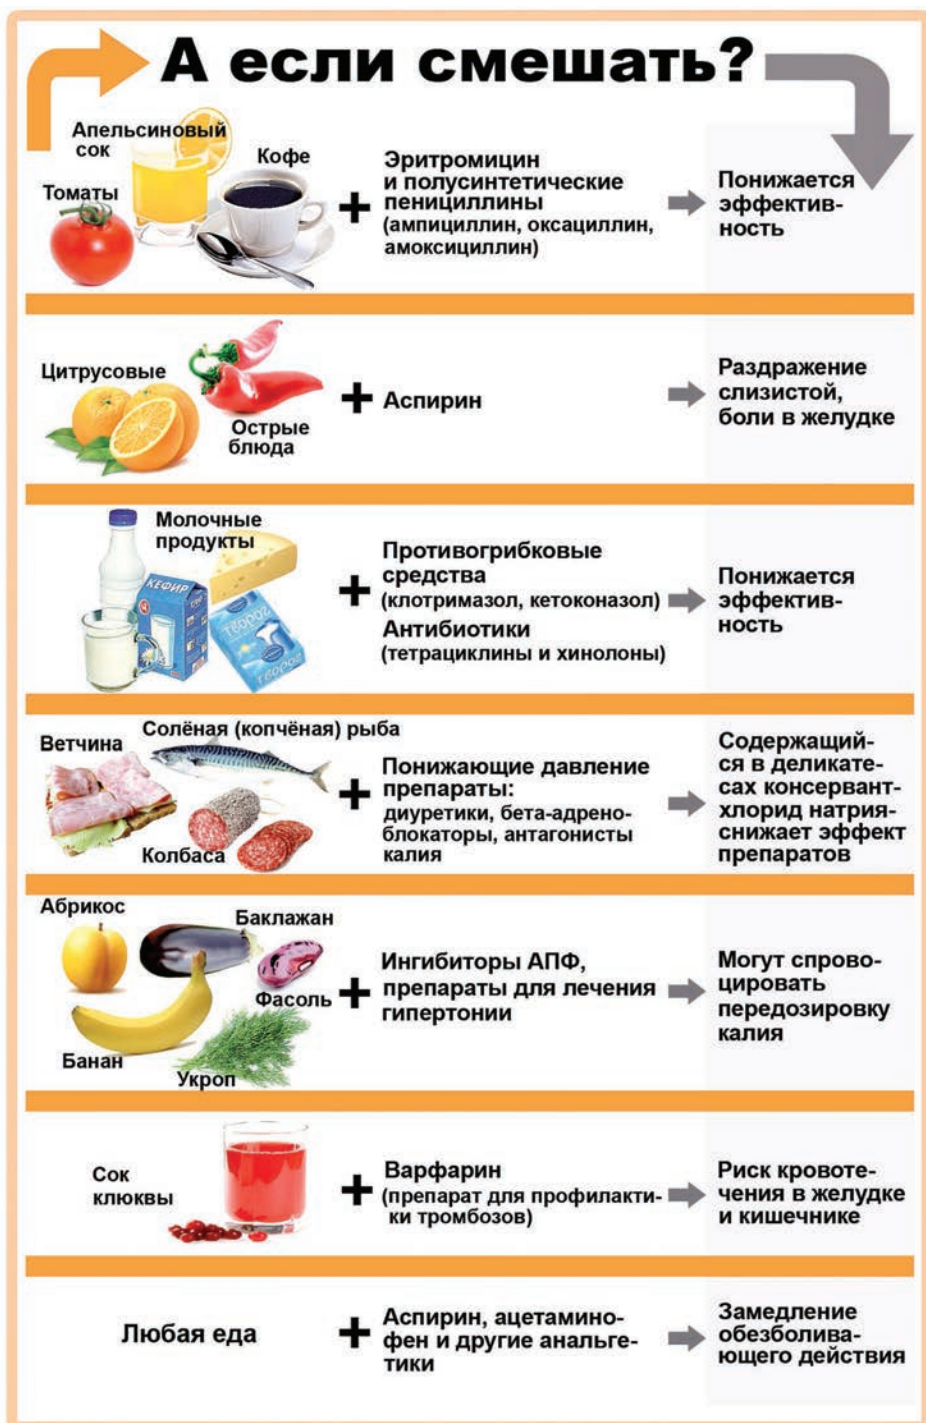 А если смешать?
Апельсиновый
сок
Кофе
Томаты
+
Эритромицин
и полусинтетические
пенициллины
(ампициллин, оксациллин,
амоксициллин)
Понижается
эффектив-
ность
Цитрусовые
Острые
блюда
+
Аспирин
Раздражение
слизистой,
боли в желудке
Молочные
продукты
КЕФИР
творог
творог
+
Противогрибковые
средства
(клотримазол, кетоконазол)
Антибиотики
(тетрациклины и хинолоны)
Понижается
эффектив-
ность
Солёная (копчёная) рыба
Ветчина
Колбаса
+
Понижающие давление
препараты:
диуретики, бета-адрено-
блокаторы, антагонисты
калия
Содержащий-
ся в деликате-
сах консервант-
хлорид натрия-
снижает эффект
препаратов
Абрикос
Баклажан
Фасоль
Банан
Укроп
+
Ингибиторы АПФ,
препараты для лечения
гипертонии
Могут спрово-
цировать
передозировку
калия
Сок
клюквы
+
Варфарин
(препарат для профилакти-
ки тромбозов)
Риск кровоте-
чения в желудке
и кишечнике
Любая еда
+
Аспирин, ацетамино-
фен и другие анальге-
тики
Замедление
обезболива-
ющего действия